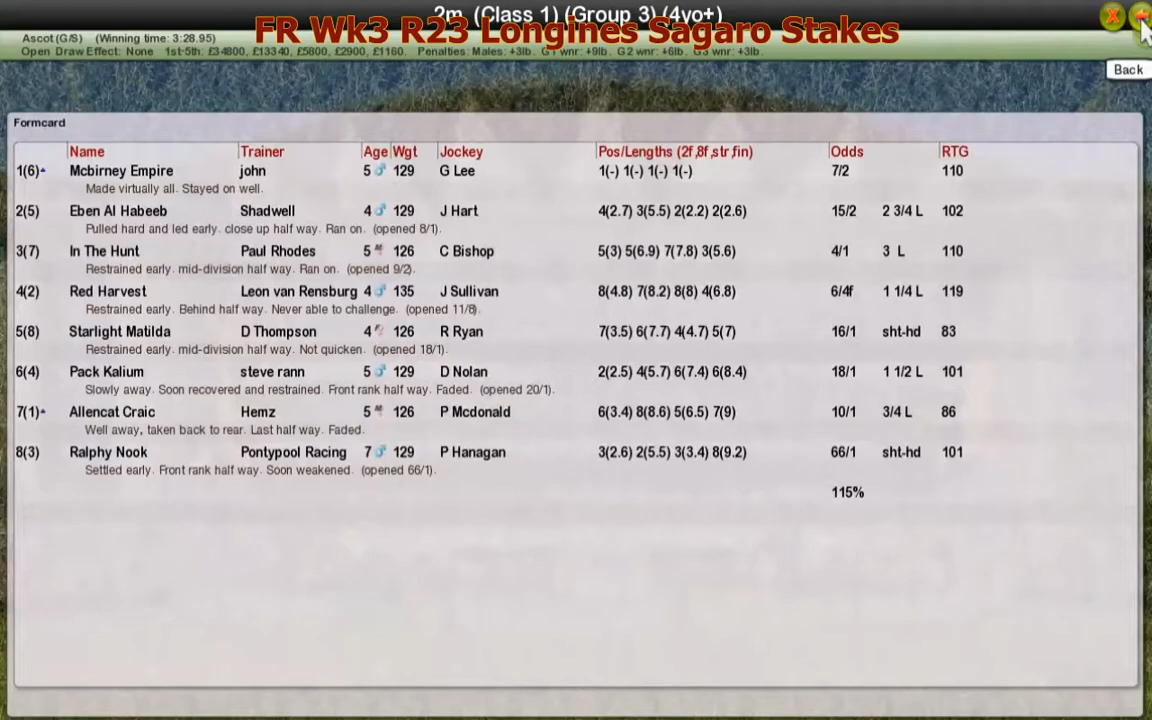 2m (Class 1) (Group 3) (4yo+)
FR Wk3 R23 Longines Sagaro Stakes
Ascot (G/S) (Winning time: 3:28.95)
Open Draw Effect: None 1st-5th: £34800, £13340, £5800, £2900, £1160. Penalties: Males: +3lb. G1 wnr: +9lb. G2 wnr: +6lb. G3 wnr: +3lb.
Back
Formcard
Name Trainer Age Wgt Jockey Pos/Lengths (2f,8f,str,fin) Odds RTG
1(6) Mcbirney Empire john 5 129 G Lee 1(-) 1(-) 1(-) 1(-) 7/2 110
Made virtually all. Stayed on well.
2(5) Eben Al Habeeb Shadwell 4 129 J Hart 4(2.7) 3(5.5) 2(2.2) 2(2.6) 15/2 2 3/4 L 102
Pulled hard and led early. close up half way. Ran on. (opened 8/1).
3(7) In The Hunt Paul Rhodes 5 126 C Bishop 5(3) 5(6.9) 7(7.8) 3(5.6) 4/1 3 L 110
Restrained early. mid-division half way. Ran on. (opened 9/2).
4(2) Red Harvest Leon van Rensburg 4 135 J Sullivan 8(4.8) 7(8.2) 8(8) 4(6.8) 6/4f 1 1/4 L 119
Restrained early. Behind half way. Never able to challenge. (opened 11/8).
5(8) Starlight Matilda D Thompson 4 126 R Ryan 7(3.5) 6(7.7) 4(4.7) 5(7) 16/1 sht-hd 83
Restrained early. mid-division half way. Not quicken. (opened 18/1).
6(4) Pack Kalium steve rann 5 129 D Nolan 2(2.5) 4(5.7) 6(7.4) 6(8.4) 18/1 1 1/2 L 101
Slowly away. Soon recovered and restrained. Front rank half way. Faded. (opened 20/1).
7(1) Allencat Craic Hemz 5 126 P Mcdonald 6(3.4) 8(8.6) 5(6.5) 7(9) 10/1 3/4 L 86
Well away, taken back to rear. Last half way. Faded.
8(3) Ralphy Nook Pontypool Racing 7 129 P Hanagan 3(2.6) 2(5.5) 3(3.4) 8(9.2) 66/1 sht-hd 101
Settled early. Front rank half way. Soon weakened. (opened 66/1).
115%